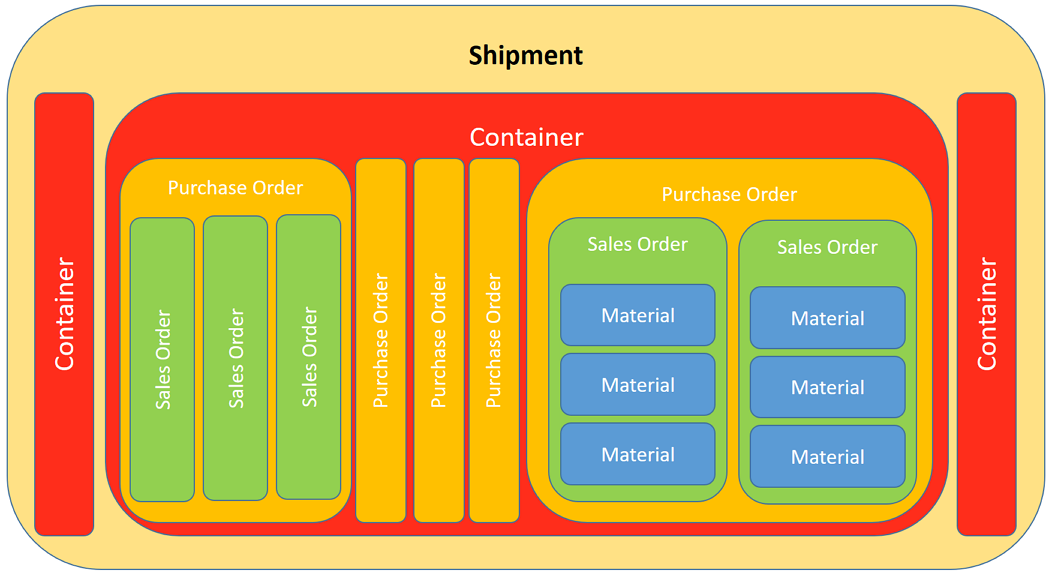 Shipment
Container
Container
Purchase Order
Sales Order
Sales Order
Sales Order
Purchase Order
Purchase Order
Purchase Order
Purchase Order
Sales Order
Material
Material
Material
Sales Order
Material
Material
Material
Container